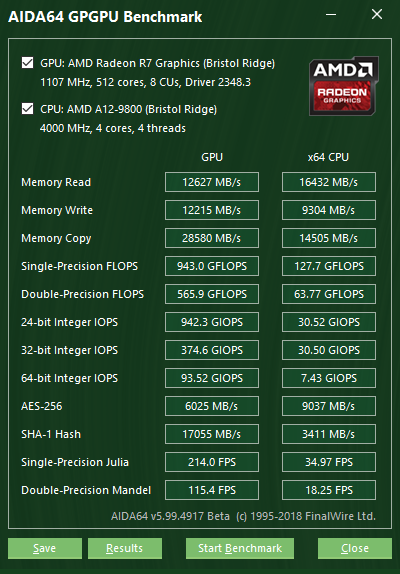 AIDA64 GPGPU Benchmark
GPU: AMD Radeon R7 Graphics (Bristol Ridge)
1107 MHz, 512 cores, 8 CUs, Driver 2348.3
CPU: AMD A12-9800 (Bristol Ridge)
4000 MHz, 4 cores, 4 threads
AMD
RADEON
GRAPHICS
GPU x64 CPU
Memory Read 12627 MB/s 16432 MB/s
Memory Write 12215 MB/s 9304 MB/s
Memory Copy 28580 MB/s 14505 MB/s
Single-Precision FLOPS 943.0 GFLOPS 127.7 GFLOPS
Double-Precision FLOPS 565.9 GFLOPS 63.77 GFLOPS
24-bit Integer IOPS 942.3 GIOPS 30.52 GIOPS
32-bit Integer IOPS 374.6 GIOPS 30.50 GIOPS
64-bit Integer IOPS 93.52 GIOPS 7.43 GIOPS
AES-256 6025 MB/s 9037 MB/s
SHA-1 Hash 17055 MB/s 3411 MB/s
Single-Precision Julia 214.0 FPS 34.97 FPS
Double-Precision Mandel 115.4 FPS 18.25 FPS
AIDA64 v5.99.4917 Beta (c) 1995-2018 FinalWire Ltd.
Save Results Start Benchmark Close